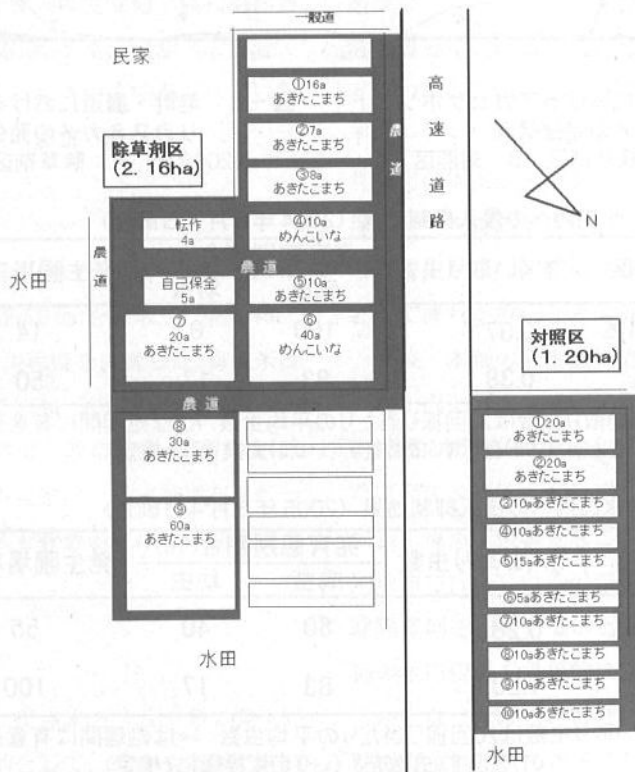 一般道
民家
①16a
あきたこまち
②7a
あきたこまち
③8a
あきたこまち
④10a
めんこいな
農道
高速道路
除草剤区
(2.16ha)
転作
4a
農道
自己保全
5a
⑤10a
あきたこまち
農道
水田
⑦
20a
あきたこまち
⑥
40a
めんこいな
農道
⑧
30a
あきたこまち
⑨
60a
あきたこまち
水田
N
対照区
(1.20ha)
①20a
あきたこまち
②20a
あきたこまち
③10aあきたこまち
④10aあきたこまち
⑤15aあきたこまち
⑥5aあきたこまち
⑦10aあきたこまち
⑧10aあきたこまち
⑨10aあきたこまち
⑩10aあきたこまち
水田